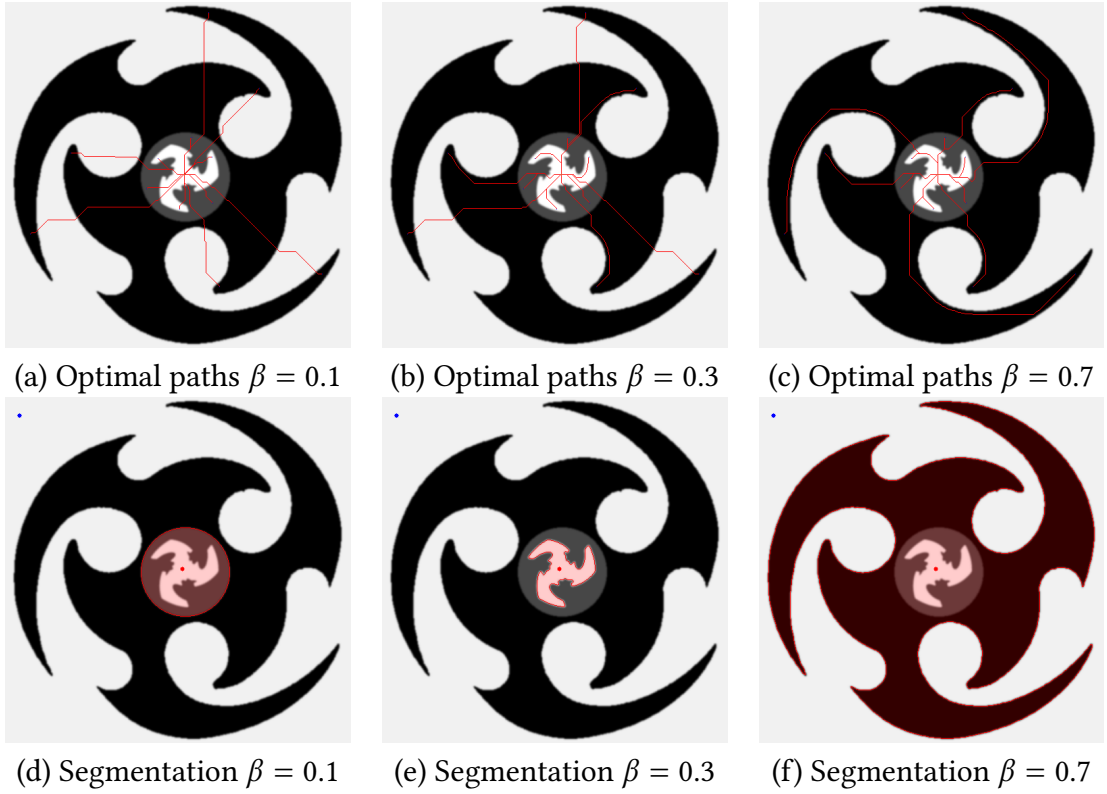 (a) Optimal paths β = 0.1
(b) Optimal paths β = 0.3
(c) Optimal paths β = 0.7
(d) Segmentation β = 0.1
(e) Segmentation β = 0.3
(f) Segmentation β = 0.7